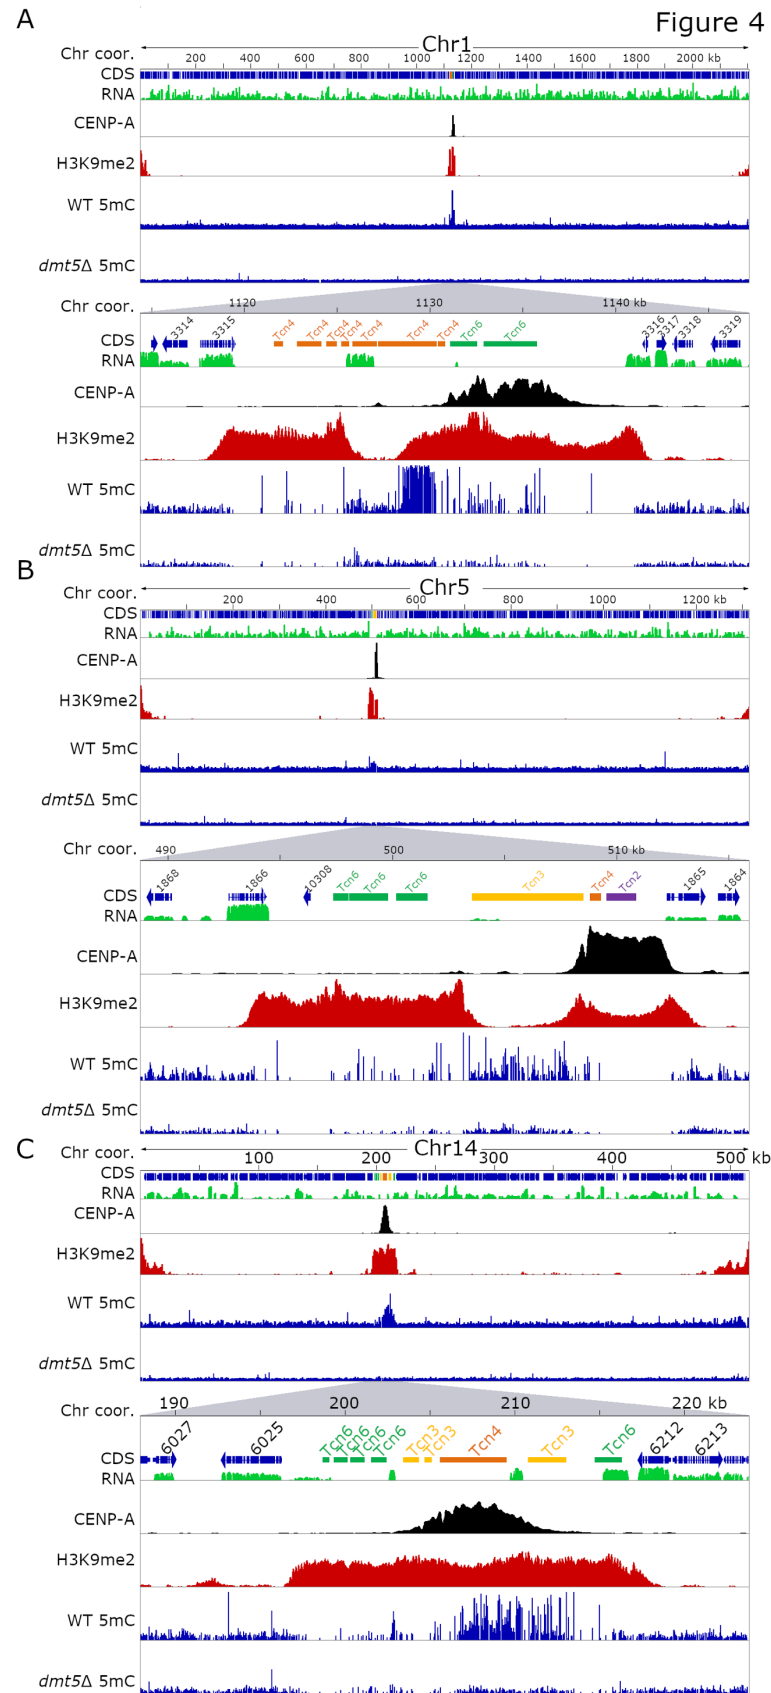 A
Figure 4
Chr1
Chr coor.
200 400 600 800 1000 1200 1400 1600 1800 2000 kb
CDS
RNA
CENP-A
H3K9me2
WT 5mC
dmt5Δ 5mC
Chr coor.
1120 1130 1140 kb
3314 3315 Tcn4 Tcn4 Tcn4 Tcn4 Tcn4 Tcn4 Tcn4 Tcn6 Tcn6 3316 3317 3318 3319
CDS
RNA
CENP-A
H3K9me2
WT 5mC
dmt5Δ 5mC
B
Chr5
Chr coor.
200 400 600 800 1000 1200 kb
CDS
RNA
CENP-A
H3K9me2
WT 5mC
dmt5Δ 5mC
Chr coor.
490 500 510 kb
1868 1866 10308 Tcn6 Tcn6 Tcn6 Tcn3 Tcn4 Tcn2 1865 1864
CDS
RNA
CENP-A
H3K9me2
WT 5mC
dmt5Δ 5mC
C
Chr14
Chr coor.
100 200 300 400 500 kb
CDS
RNA
CENP-A
H3K9me2
WT 5mC
dmt5Δ 5mC
Chr coor.
190 200 210 220 kb
6027 6025 Tcn6 Tcn6 Tcn6 Tcn6 Tcn3 Tcn3 Tcn4 Tcn3 Tcn6 6212 6213
CDS
RNA
CENP-A
H3K9me2
WT 5mC
dmt5Δ 5mC